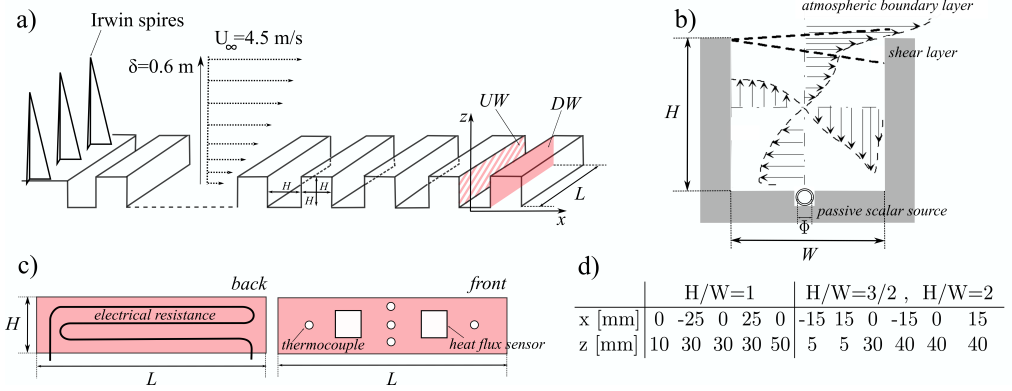 a)
Irwin spires
U∞=4.5 m/s
δ=0.6 m
UW
DW
z
x
H
H
H
L
b)
atmospheric boundary layer
shear layer
H
passive scalar source
Φ
W
c)
back
front
H
electrical resistance
thermocouple
heat flux sensor
L
L
d)
H/W=1 H/W=3/2 , H/W=2
x [mm] 0 -25 0 25 0 -15 15 0 -15 0 15
z [mm] 10 30 30 30 50 5 5 30 40 40 40